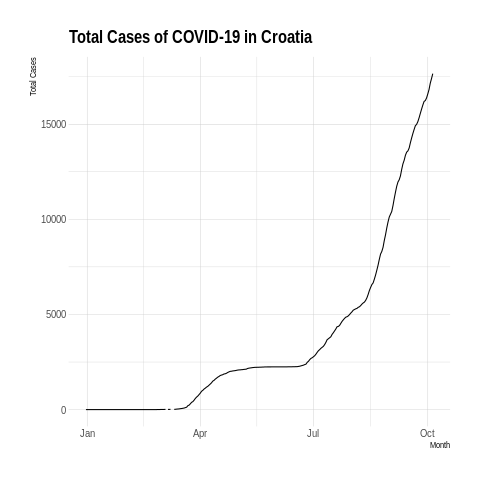 Total Cases of COVID-19 in Croatia
Total Cases
15000
10000
5000
0
Jan Apr Jul Oct
Month